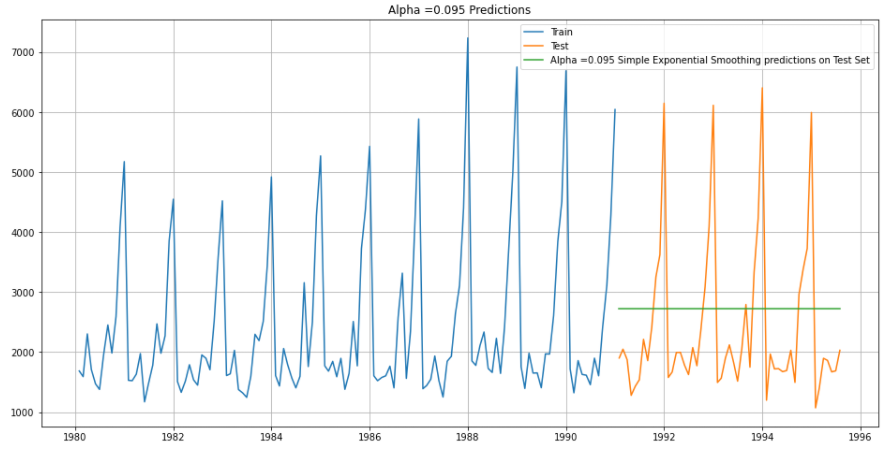 Alpha =0.095 Predictions
Train
Test
Alpha =0.095 Simple Exponential Smoothing predictions on Test Set
7000
6000
5000
4000
3000
2000
1000
1980 1982 1984 1986 1988 1990 1992 1994 1996